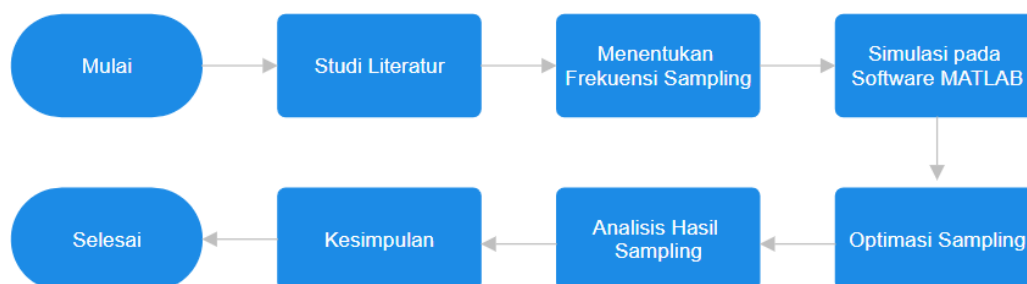 Mulai
Studi Literatur
Menentukan
Frekuensi Sampling
Simulasi pada
Software MATLAB
Optimasi Sampling
Analisis Hasil
Sampling
Kesimpulan
Selesai